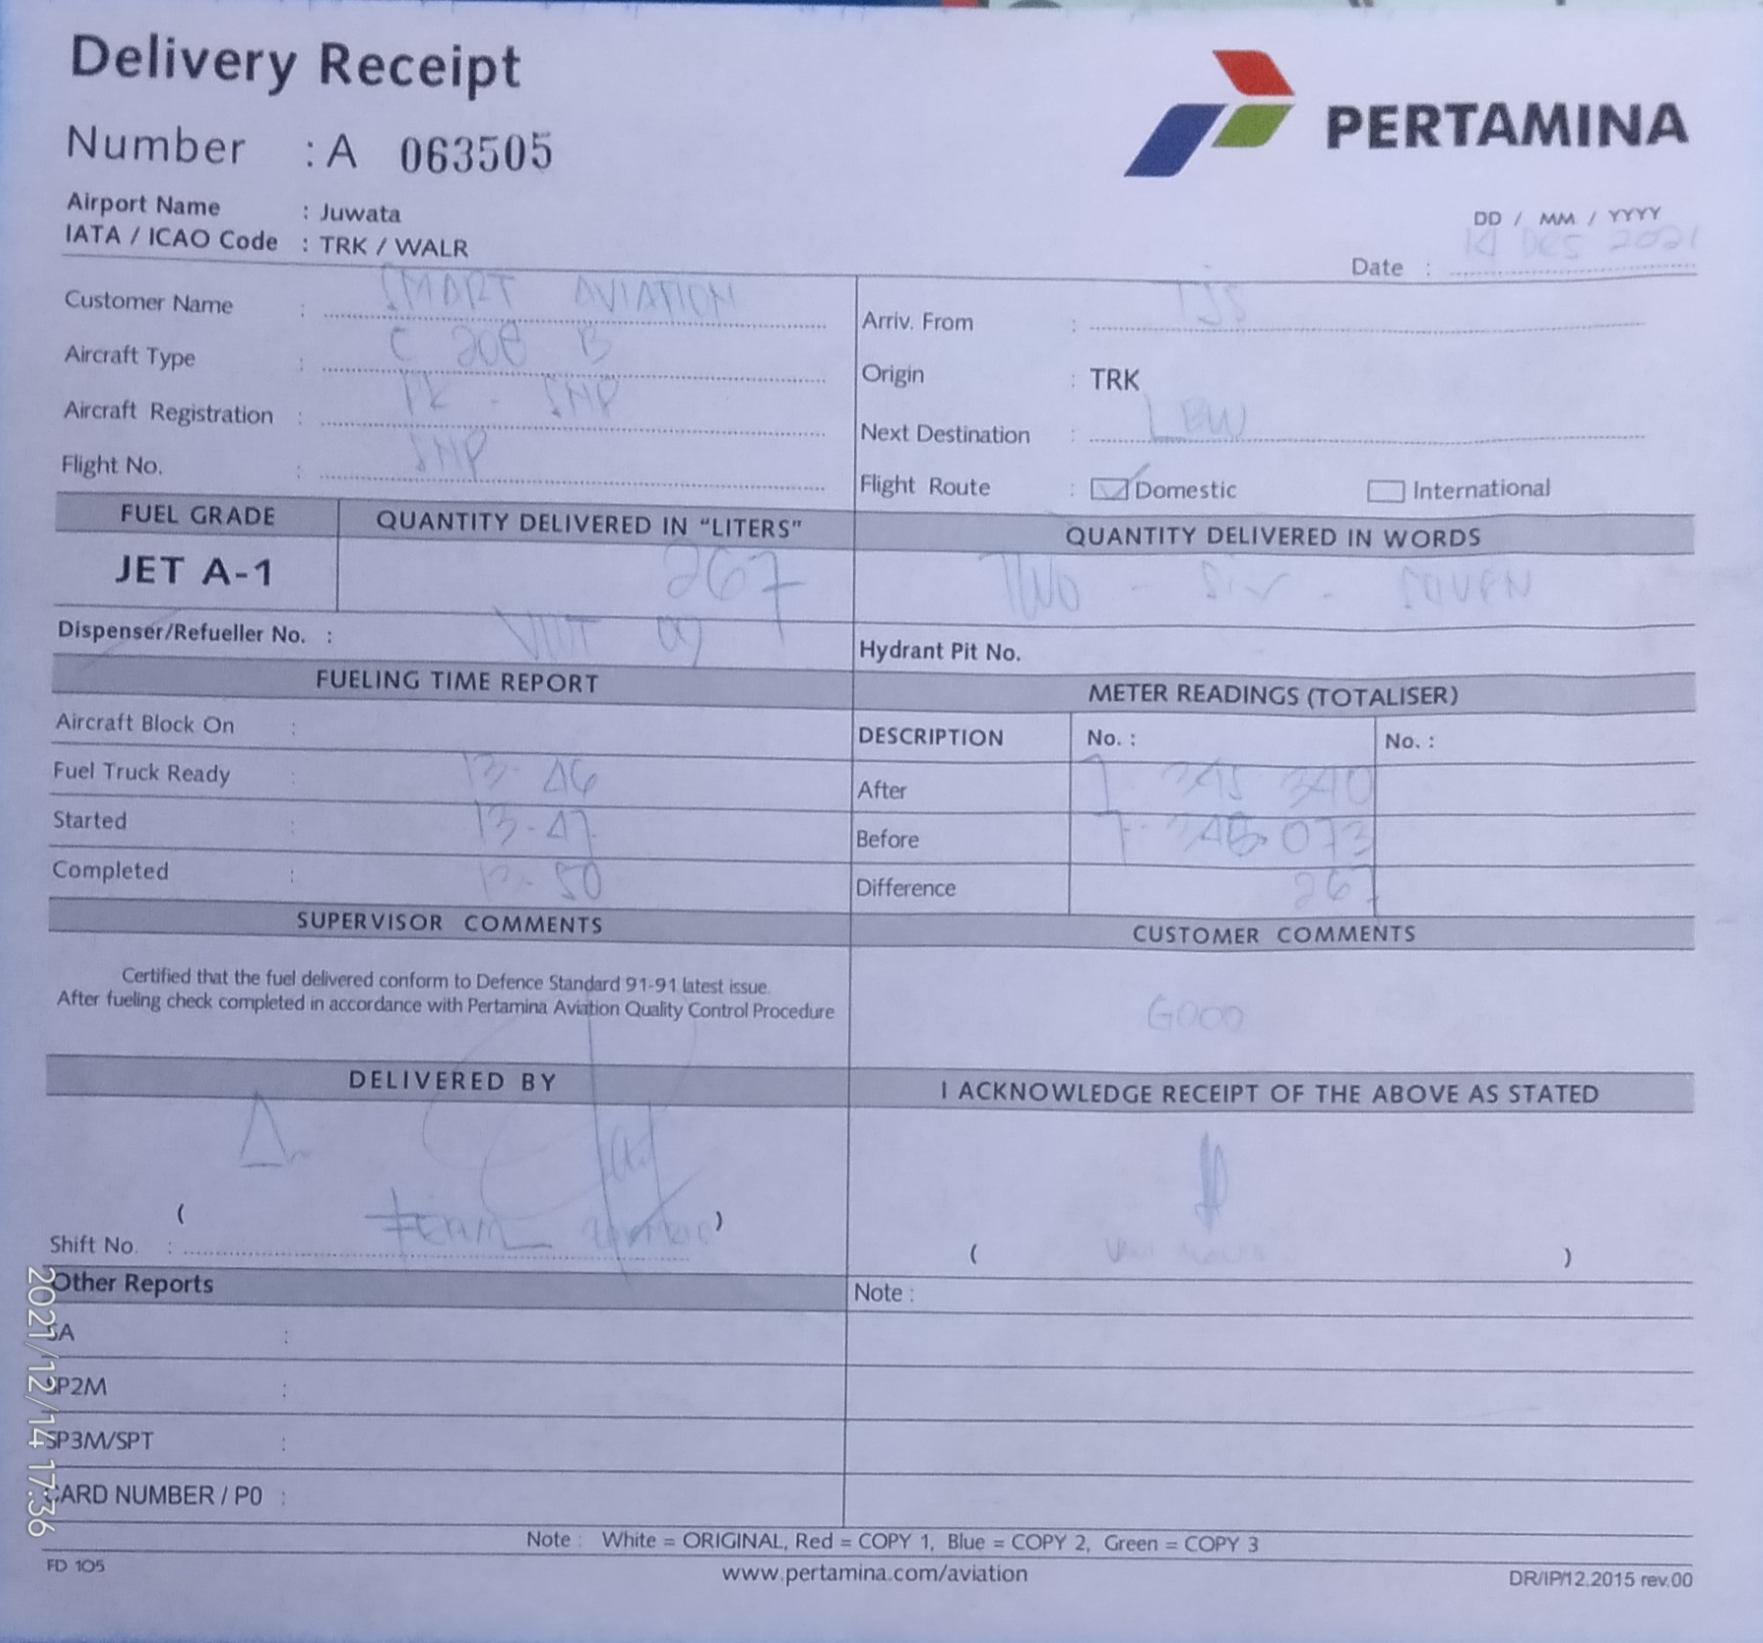 Delivery Receipt
PERTAMINA
Number : A 063505
Airport Name : Juwata
IATA / ICAO Code : TRK / WALR
DD / MM / YYYY
Date : 14 DES 2021
Customer Name : SMART AVIATION
Arriv. From : TJS
Aircraft Type : C 208 B
Origin : TRK
Aircraft Registration : PK - SNP
Next Destination : LBW
Flight No. : SNP
Flight Route : Domestic International
FUEL GRADE QUANTITY DELIVERED IN “LITERS” QUANTITY DELIVERED IN WORDS
JET A-1 267 TWO - SIX - SEVEN
Dispenser/Refueller No. : 09
Hydrant Pit No.
FUELING TIME REPORT METER READINGS (TOTALISER)
Aircraft Block On :
DESCRIPTION No. : No. :
Fuel Truck Ready : 13-46
After 345 340
Started : 13-47
Before 073
Completed : 50
Difference 267
SUPERVISOR COMMENTS CUSTOMER COMMENTS
Certified that the fuel delivered conform to Defence Standard 91-91 latest issue.
After fueling check completed in accordance with Pertamina Aviation Quality Control Procedure
GOOD
DELIVERED BY I ACKNOWLEDGE RECEIPT OF THE ABOVE AS STATED
( )
Shift No. :
( )
Other Reports Note :
SA :
SP2M :
SP3M/SPT :
CARD NUMBER / PO :
Note : White = ORIGINAL, Red = COPY 1, Blue = COPY 2, Green = COPY 3
FD 105 www.pertamina.com/aviation DR/IP/12.2015 rev.00
2021/12/14 17:36